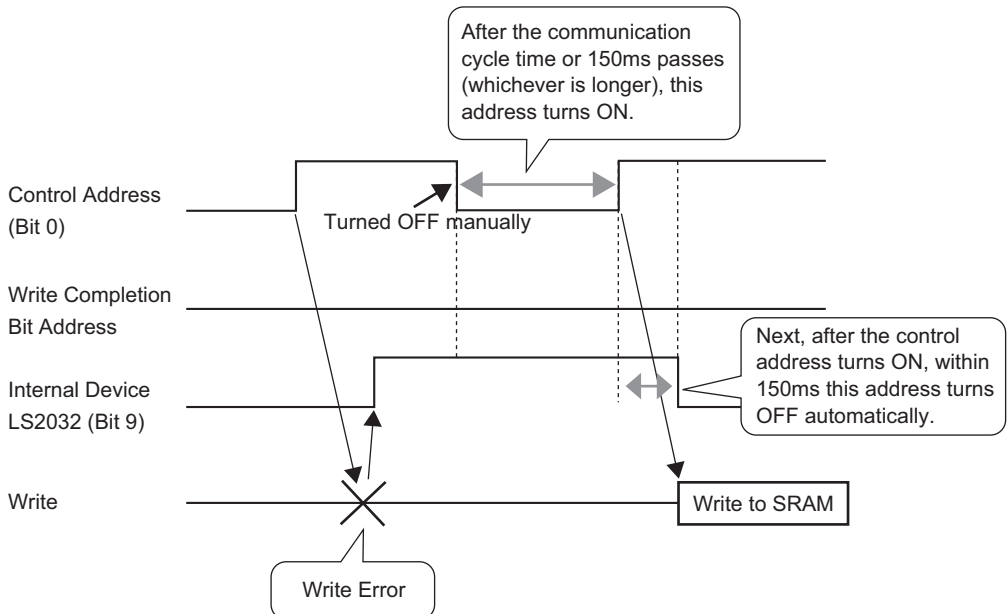 After the communication
cycle time or 150ms passes
(whichever is longer), this
address turns ON.
Control Address
(Bit 0)
Turned OFF manually
Write Completion
Bit Address
Next, after the control
address turns ON, within
150ms this address turns
OFF automatically.
Internal Device
LS2032 (Bit 9)
Write
Write to SRAM
Write Error